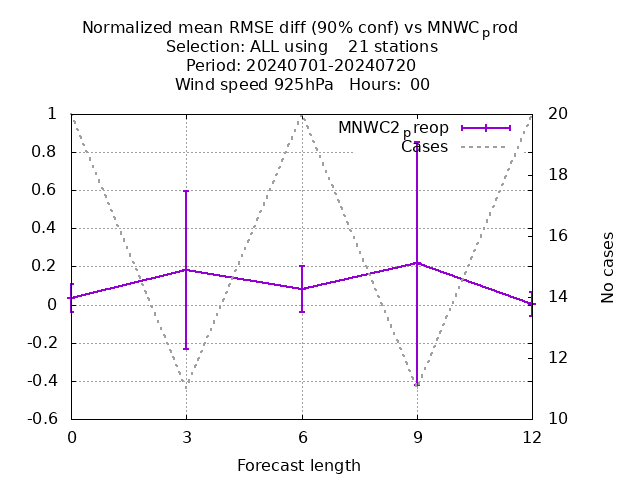 Normalized mean RMSE diff (90% conf) vs MNWCprod
Selection: ALL using    21 stations
Period: 20240701-20240720
Wind speed 925hPa   Hours:  00
MNWC2preop
Cases
1
0.8
0.6
0.4
0.2
0
-0.2
-0.4
-0.6
20
18
16
14
12
10
No cases
0 3 6 9 12
Forecast length